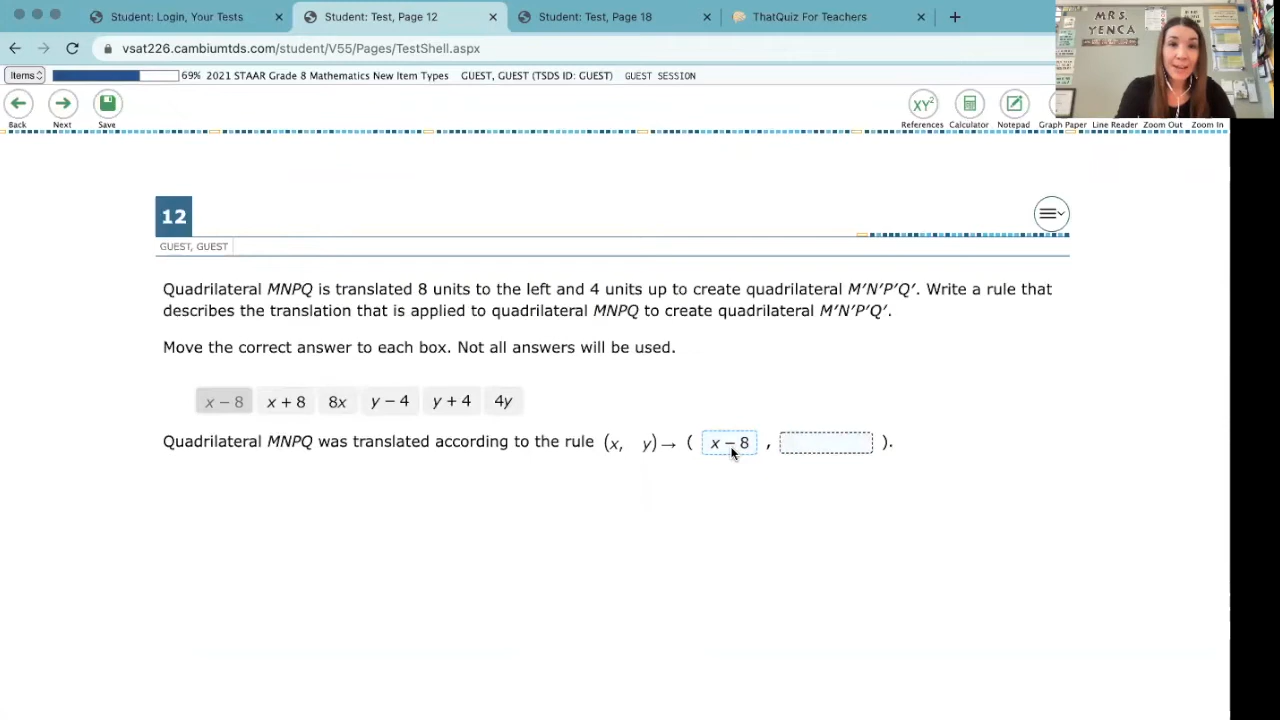 Student: Login, Your Tests
Student: Test, Page 12
Student: Test, Page 18
ThatQuiz For Teachers
vsat226.cambiumtds.com/student/V55/Pages/TestShell.aspx
Items 69% 2021 STAAR Grade 8 Mathematics New Item Types GUEST, GUEST (TSDS ID: GUEST) GUEST SESSION
MRS.
YENCA
Back Next Save References Calculator Notepad Graph Paper Line Reader Zoom Out Zoom In
XY²
12
GUEST, GUEST
Quadrilateral MNPQ is translated 8 units to the left and 4 units up to create quadrilateral M′N′P′Q′. Write a rule that
describes the translation that is applied to quadrilateral MNPQ to create quadrilateral M′N′P′Q′.
Move the correct answer to each box. Not all answers will be used.
x − 8 x + 8 8x y − 4 y + 4 4y
Quadrilateral MNPQ was translated according to the rule (x, y) → ( x − 8 , ).